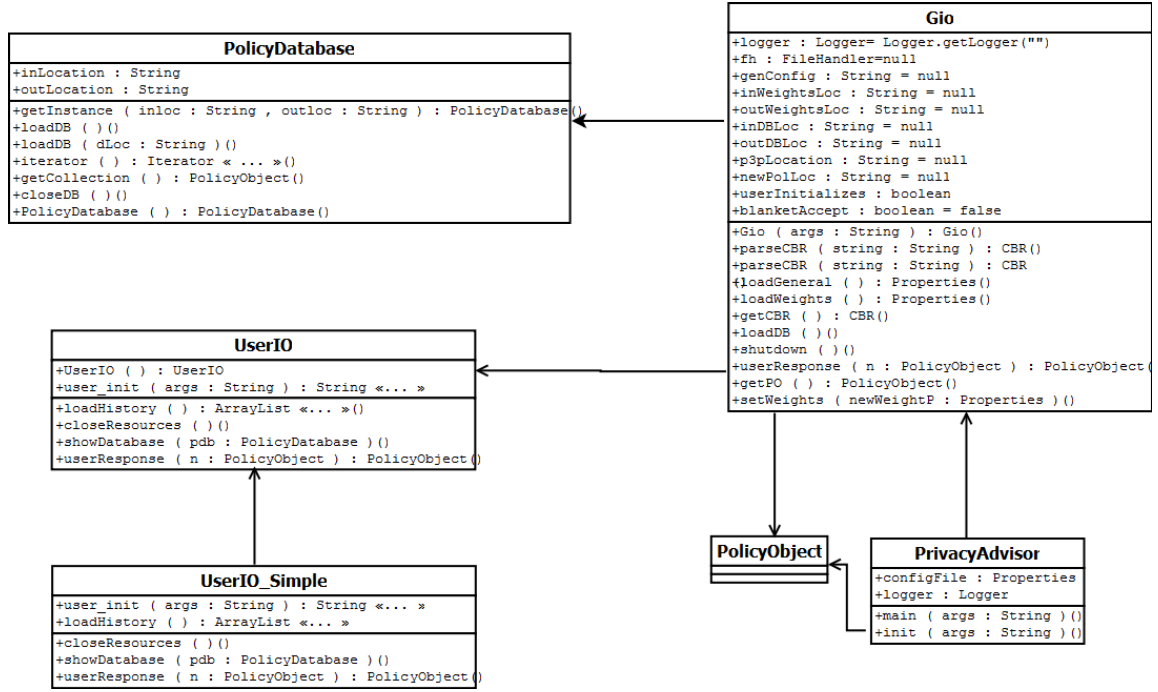 PolicyDatabase
+inLocation : String
+outLocation : String
+getInstance ( inloc : String , outloc : String ) : PolicyDatabase()
+loadDB ( )()
+loadDB ( dLoc : String )()
+iterator ( ) : Iterator « ... »()
+getCollection ( ) : PolicyObject()
+closeDB ( )()
+PolicyDatabase ( ) : PolicyDatabase()
Gio
+logger : Logger= Logger.getLogger("")
+fh : FileHandler=null
+genConfig : String = null
+inWeightsLoc : String = null
+outWeightsLoc : String = null
+inDBLoc : String = null
+outDBLoc : String = null
+p3pLocation : String = null
+newPolLoc : String = null
+userInitializes : boolean
+blanketAccept : boolean = false
+Gio ( args : String ) : Gio()
+parseCBR ( string : String ) : CBR()
+parseCBR ( string : String ) : CBR
+loadGeneral ( ) : Properties()
+loadWeights ( ) : Properties()
+getCBR ( ) : CBR()
+loadDB ( )()
+shutdown ( )()
+userResponse ( n : PolicyObject ) : PolicyObject(
+getPO ( ) : PolicyObject()
+setWeights ( newWeightP : Properties )()
UserIO
+UserIO ( ) : UserIO
+user_init ( args : String ) : String «... »
+loadHistory ( ) : ArrayList «... »()
+closeResources ( )()
+showDatabase ( pdb : PolicyDatabase )()
+userResponse ( n : PolicyObject ) : PolicyObject()
UserIO_Simple
+user_init ( args : String ) : String «... »
+loadHistory ( ) : ArrayList «... »
+closeResources ( )()
+showDatabase ( pdb : PolicyDatabase )()
+userResponse ( n : PolicyObject ) : PolicyObject()
PolicyObject
PrivacyAdvisor
+configFile : Properties
+logger : Logger
+main ( args : String )()
+init ( args : String )()